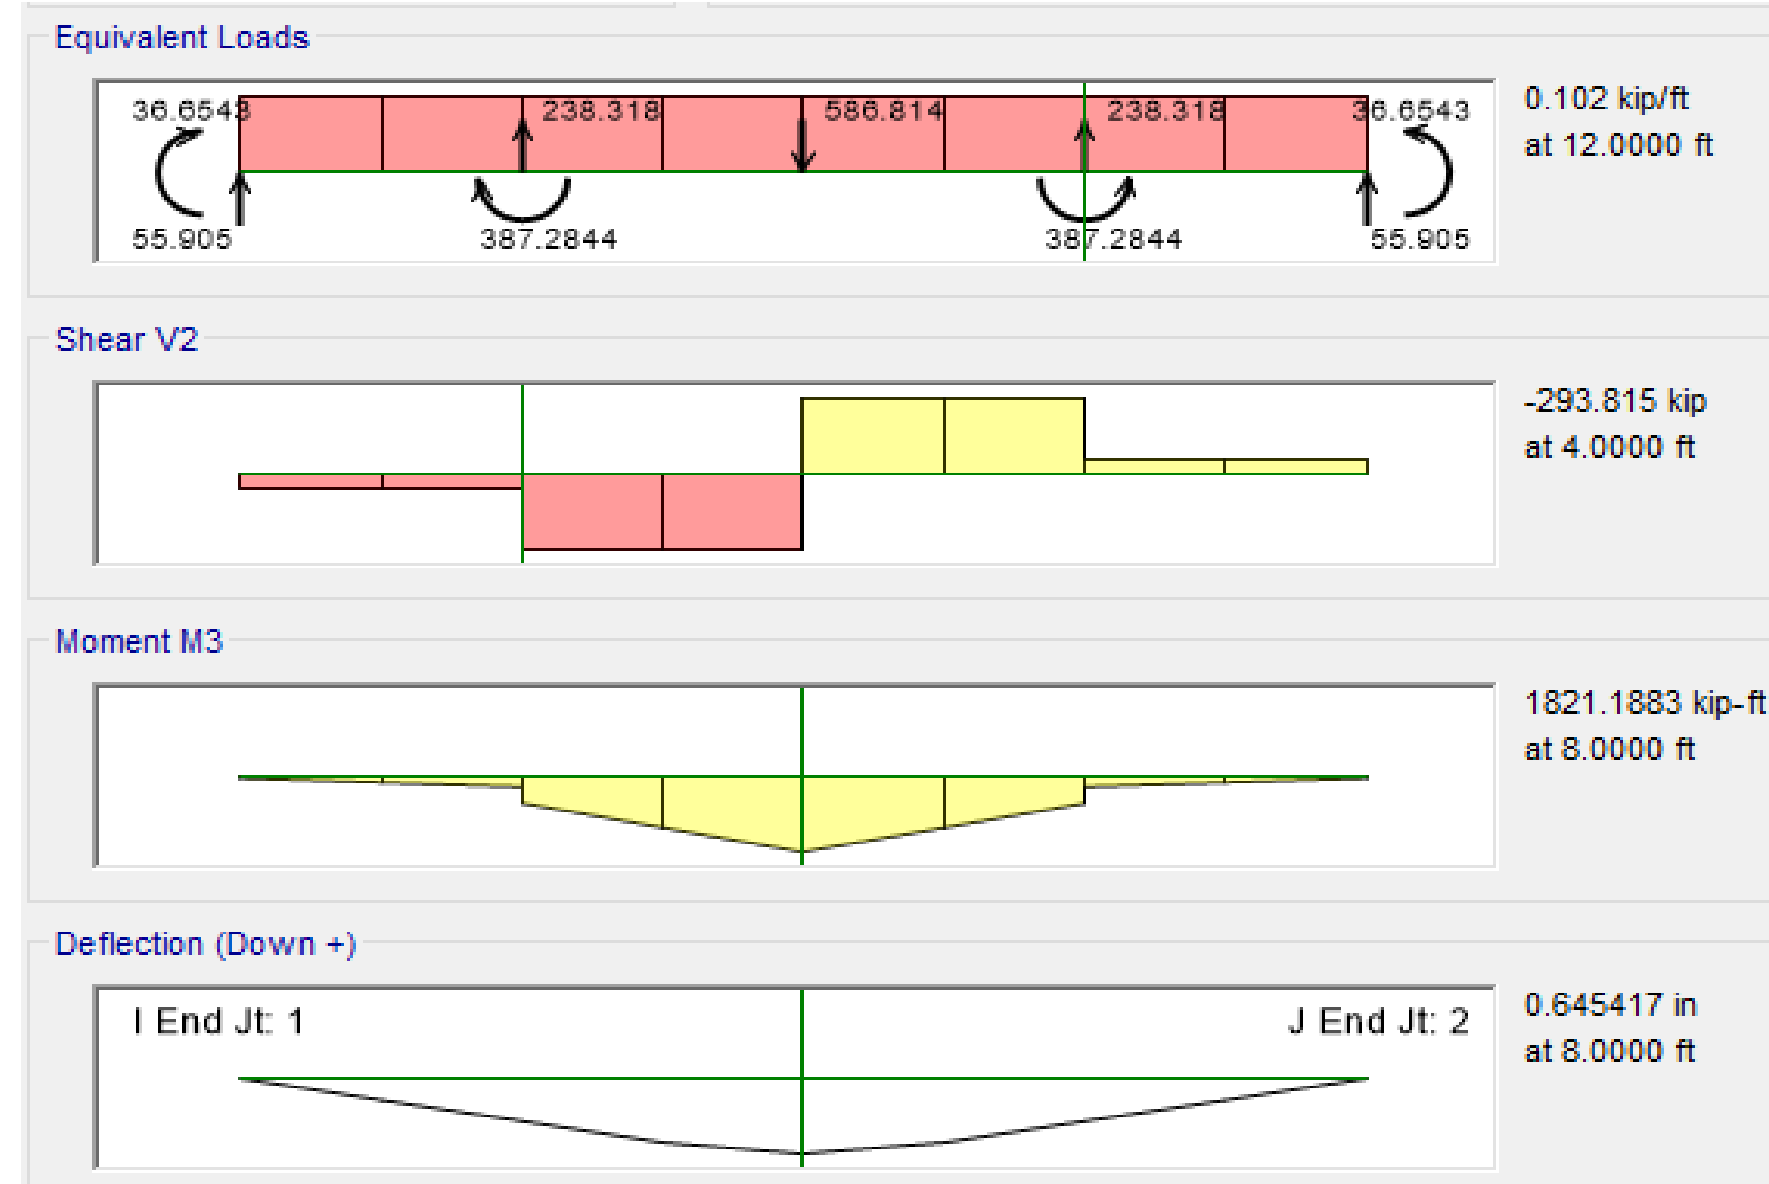 Equivalent Loads
36.6543 238.318 586.814 238.318 36.6543
55.905 387.2844 387.2844 55.905
0.102 kip/ft
at 12.0000 ft
Shear V2
-293.815 kip
at 4.0000 ft
Moment M3
1821.1883 kip-ft
at 8.0000 ft
Deflection (Down +)
I End Jt: 1
J End Jt: 2
0.645417 in
at 8.0000 ft